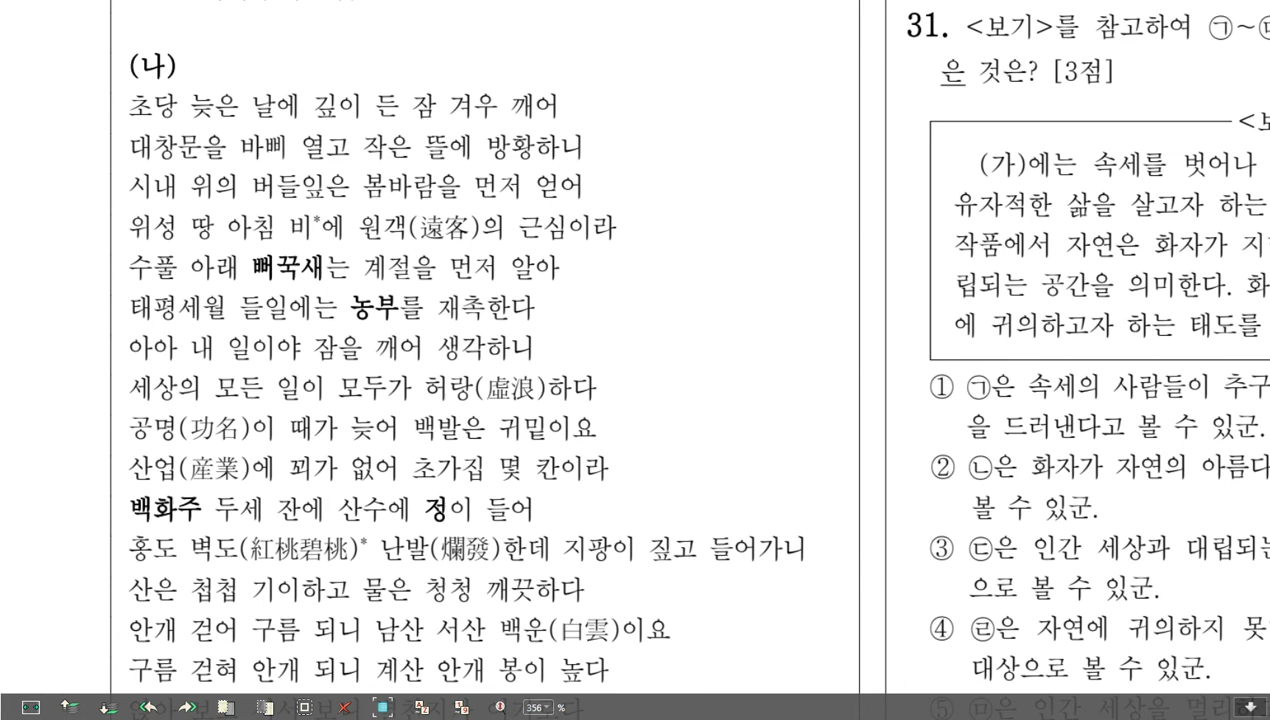 (나)
초당 늦은 날에 깊이 든 잠 겨우 깨어
대창문을 바삐 열고 작은 뜰에 방황하니
시내 위의 버들잎은 봄바람을 먼저 얻어
위성 땅 아침 비*에 원객(遠客)의 근심이라
수풀 아래 뻐꾹새는 계절을 먼저 알아
태평세월 들일에는 농부를 재촉한다
아아 내 일이야 잠을 깨어 생각하니
세상의 모든 일이 모두가 허랑(虛浪)하다
공명(功名)이 때가 늦어 백발은 귀밑이요
산업(産業)에 꾀가 없어 초가집 몇 칸이라
백화주 두세 잔에 산수에 정이 들어
홍도 벽도(紅桃碧桃)* 난발(爛發)한데 지팡이 짚고 들어가니
산은 첩첩 기이하고 물은 청청 깨끗하다
안개 걷어 구름 되니 남산 서산 백운(白雲)이요
구름 걷혀 안개 되니 계산 안개 봉이 높다
31. <보기>를 참고하여 ㉠~㉤
은 것은? [3점]
<보
(가)에는 속세를 벗어나
유자적한 삶을 살고자 하는
작품에서 자연은 화자가 지
립되는 공간을 의미한다. 화
에 귀의하고자 하는 태도를
① ㉠은 속세의 사람들이 추구
을 드러낸다고 볼 수 있군.
② ㉡은 화자가 자연의 아름다
볼 수 있군.
③ ㉢은 인간 세상과 대립되는
으로 볼 수 있군.
④ ㉣은 자연에 귀의하지 못
대상으로 볼 수 있군.
⑤ ㉤은 인간 세상을 멀리
356 %